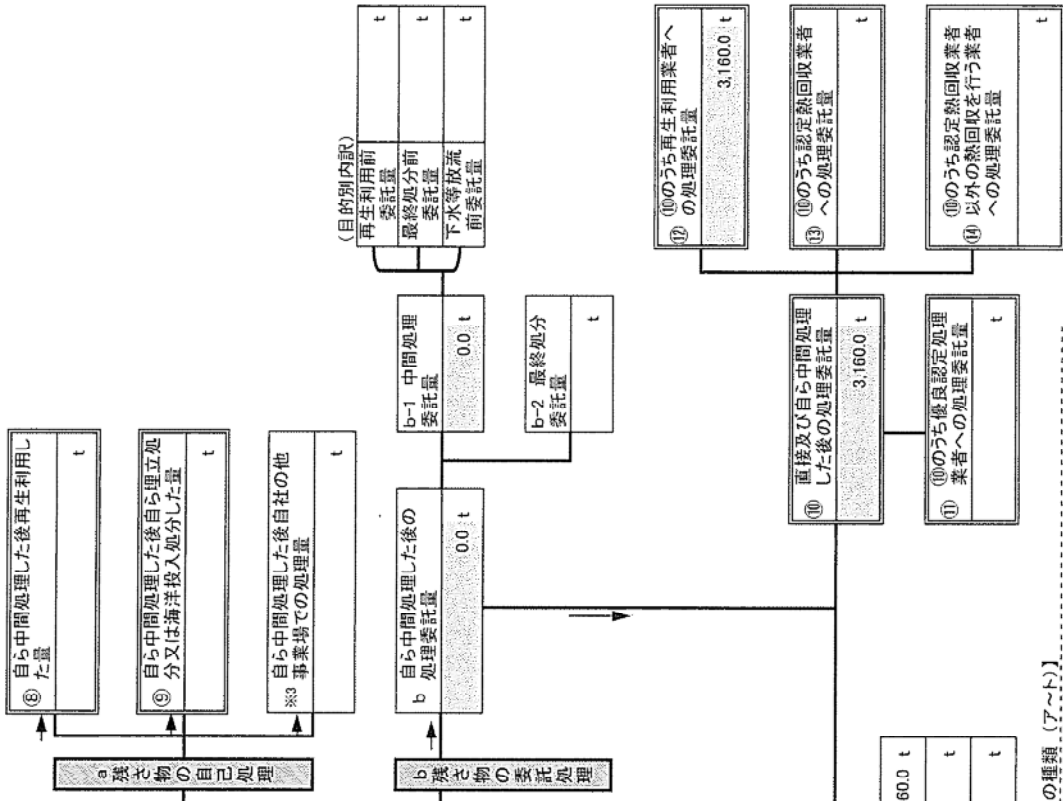 a 残さ物の自己処理
⑧ 自ら中間処理した後再生利用し
た量
t
⑨ 自ら中間処理した後自ら埋立処
分又は海洋投入処分した量
t
※3 自ら中間処理した後自社の他
事業場での処理量
t
b 残さ物の委託処理
b 自ら中間処理した後の
処理委託量
0.0 t
b-1 中間処理
委託量
0.0 t
b-2 最終処分
委託量
t
(目的別内訳)
再生利用前
委託量
t
最終処分前
委託量
t
下水等放流
前委託量
t
⑩ 直接及び自ら中間処理
した後の処理委託量
3,160.0 t
⑪ ⑩のうち優良認定処理
業者への処理委託量
t
⑫ ⑩のうち再生利用業者へ
の処理委託量
3,160.0 t
⑬ ⑩のうち認定熱回収業者
への処理委託量
t
⑭ ⑩のうち認定熱回収業者
以外の熱回収を行う業者
への処理委託量
t
60.0 t
t
t
の種類 (ア~ト)】